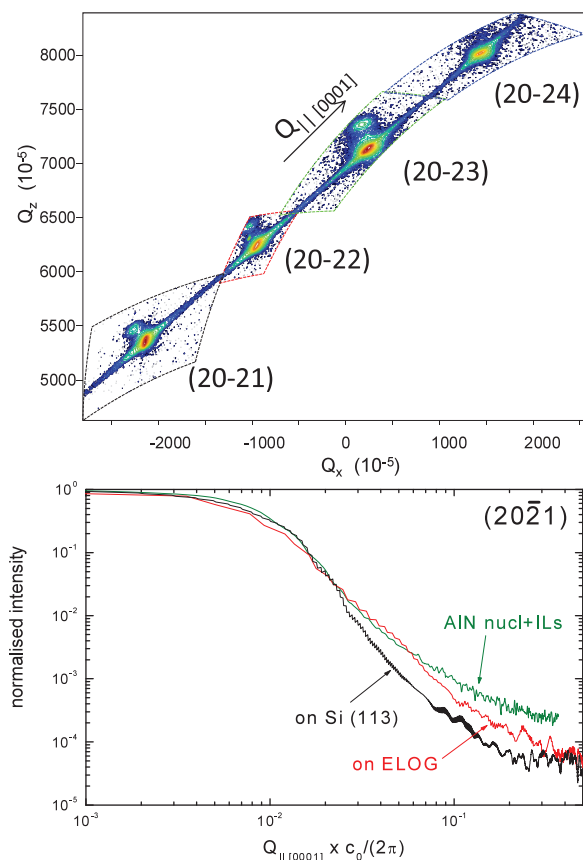 8000
7500
7000
6500
6000
5500
5000
Q_z (10^-5)
Q_|| [0001]
(20-24)
(20-23)
(20-22)
(20-21)
-2000 -1000 0 1000 2000
Q_x (10^-5)
10^0
10^-1
10^-2
10^-3
10^-4
10^-5
normalised intensity
(202̄1)
AlN nucl+ILs
on Si (113)
on ELOG
10^-3 10^-2 10^-1
Q_|| [0001] x c_0/(2π)